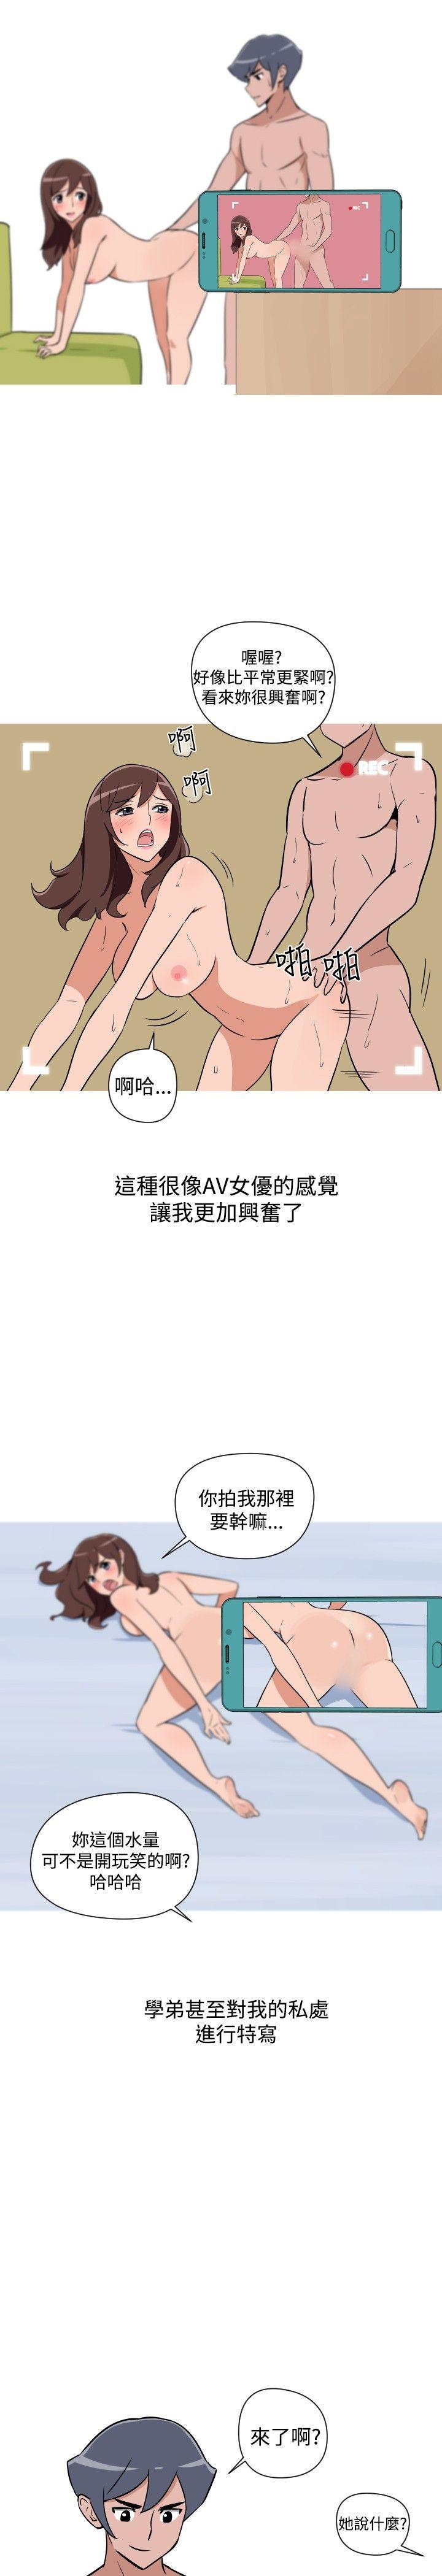 REC
喔喔?
好像比平常更緊啊?
看來妳很興奮啊?
啊
啊
REC
啪 啪
啊哈...
這種很像AV女優的感覺
讓我更加興奮了
你拍我那裡
要幹嘛...
妳這個水量
可不是開玩笑的啊?
哈哈哈
學弟甚至對我的私處
進行特寫
來了啊?
她說什麼?